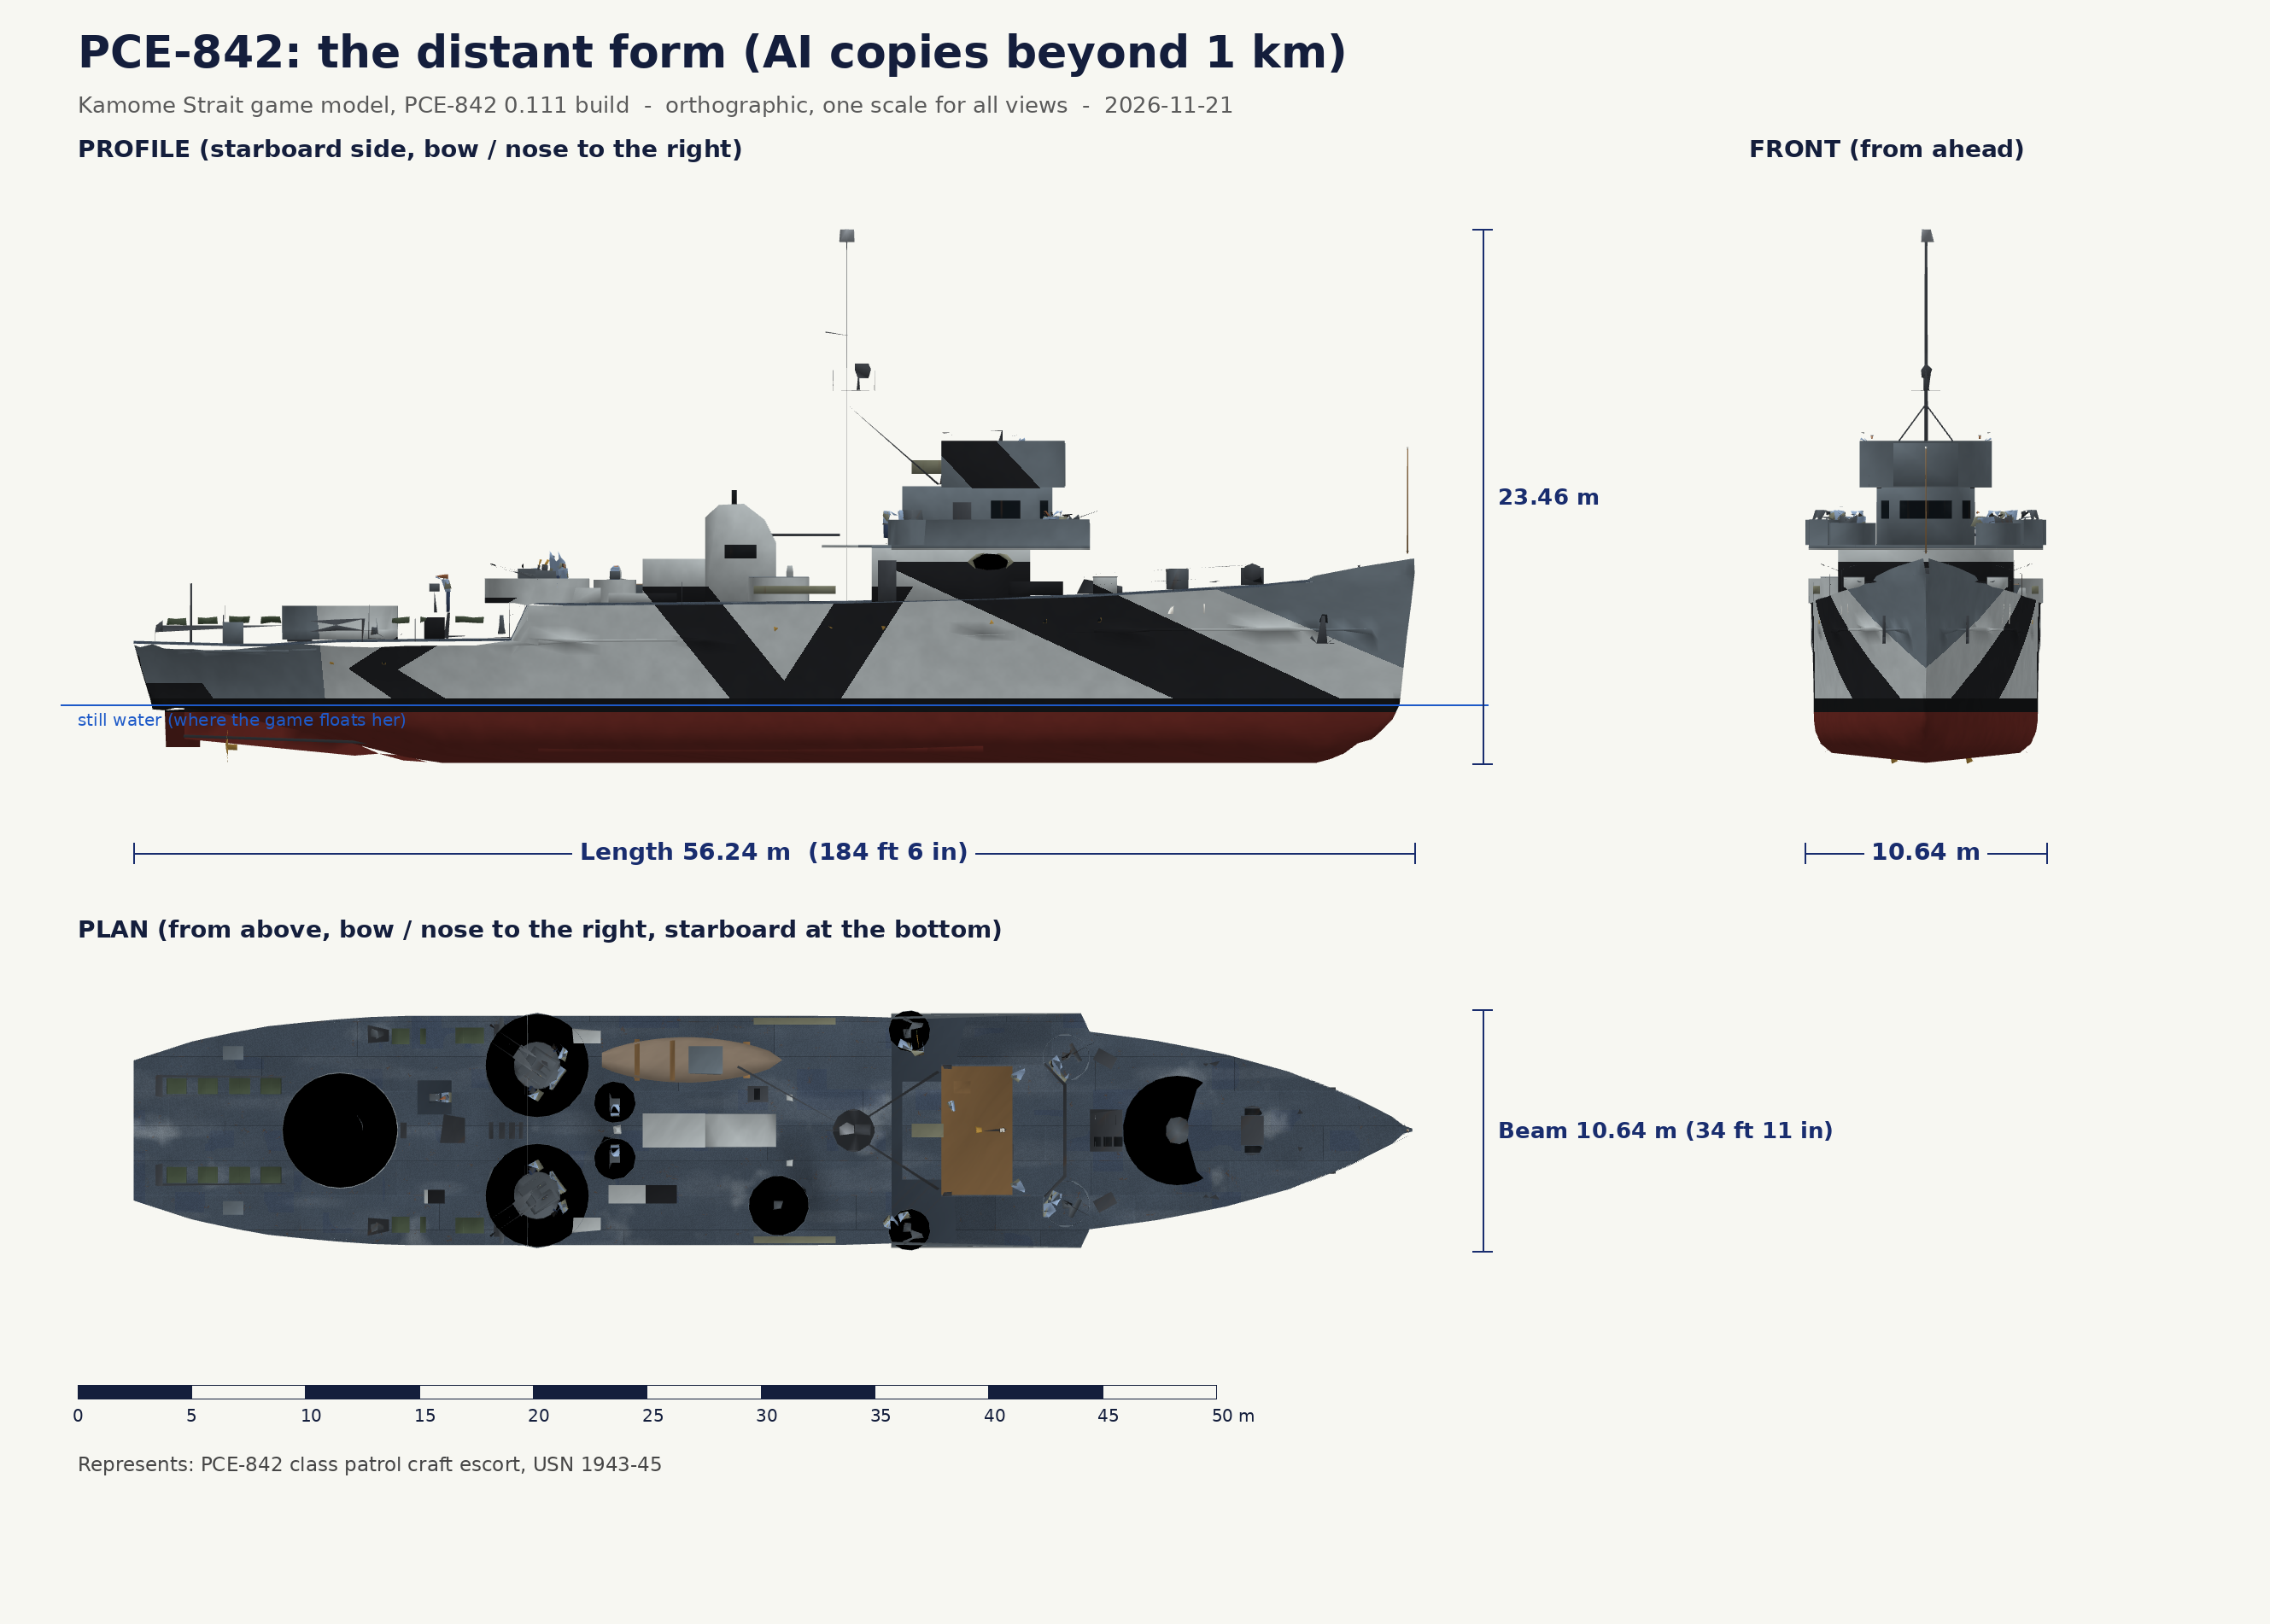 PCE-842: the distant form (AI copies beyond 1 km)
Kamome Strait game model, PCE-842 0.111 build  -  orthographic, one scale for all views  -  2026-11-21
PROFILE (starboard side, bow / nose to the right)
FRONT (from ahead)
23.46 m
still water (where the game floats her)
Length 56.24 m  (184 ft 6 in)
10.64 m
PLAN (from above, bow / nose to the right, starboard at the bottom)
Beam 10.64 m (34 ft 11 in)
0 5 10 15 20 25 30 35 40 45 50 m
Represents: PCE-842 class patrol craft escort, USN 1943-45